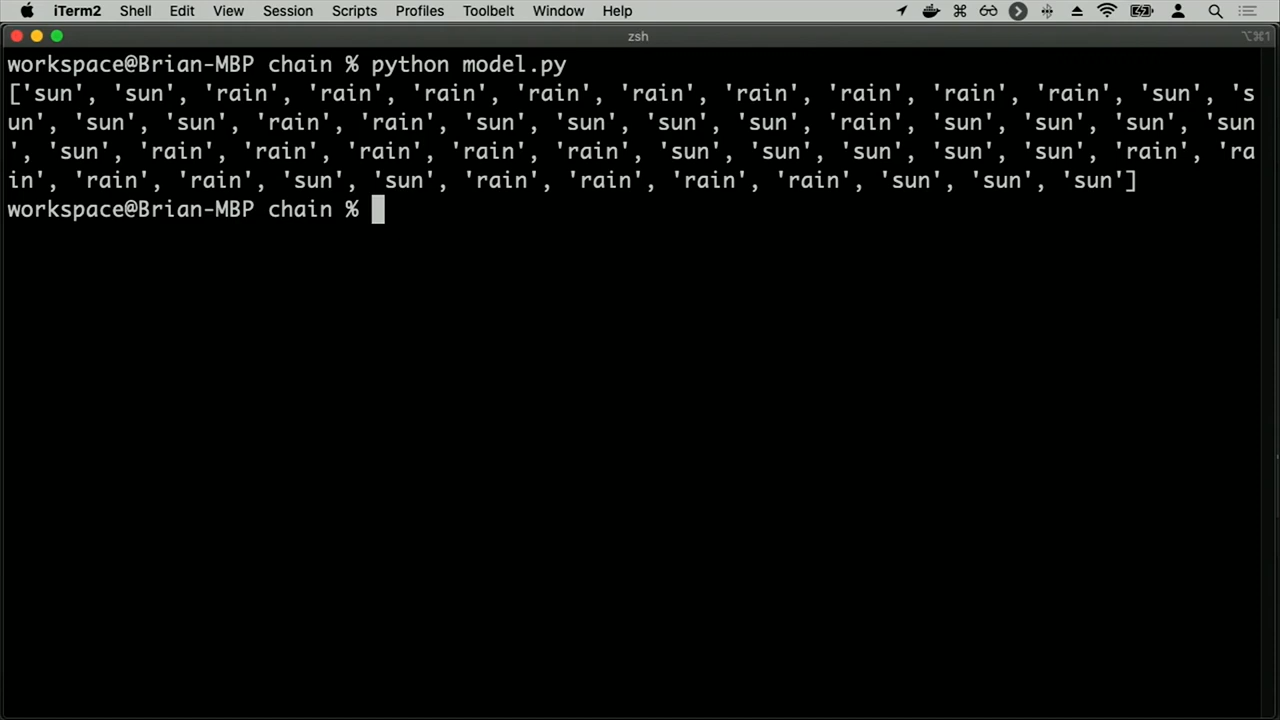 iTerm2 Shell Edit View Session Scripts Profiles Toolbelt Window Help
zsh ⌥⌘1
workspace@Brian-MBP chain % python model.py
['sun', 'sun', 'rain', 'rain', 'rain', 'rain', 'rain', 'rain', 'rain', 'rain', 'rain', 'sun', 's
un', 'sun', 'sun', 'rain', 'rain', 'sun', 'sun', 'sun', 'sun', 'rain', 'sun', 'sun', 'sun', 'sun
', 'sun', 'rain', 'rain', 'rain', 'rain', 'rain', 'sun', 'sun', 'sun', 'sun', 'sun', 'rain', 'ra
in', 'rain', 'rain', 'sun', 'sun', 'rain', 'rain', 'rain', 'rain', 'sun', 'sun', 'sun']
workspace@Brian-MBP chain %